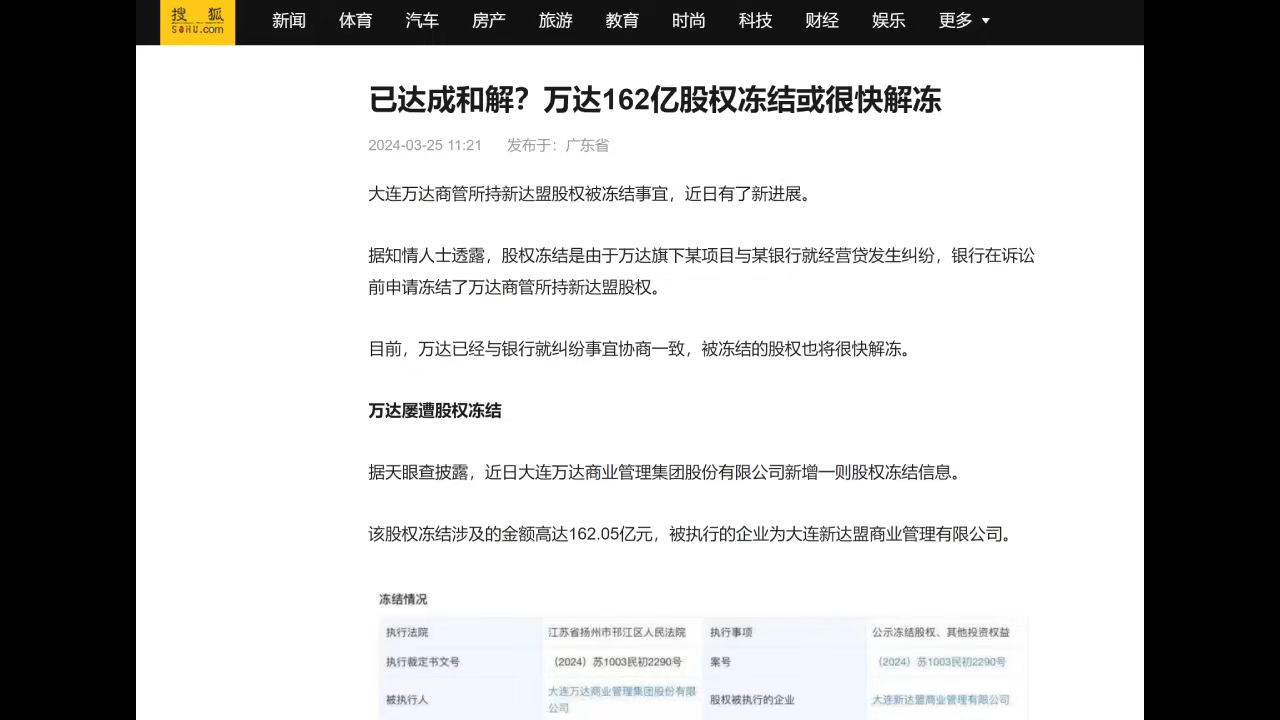 搜 狐
SOHU.com
新闻 体育 汽车 房产 旅游 教育 时尚 科技 财经 娱乐 更多
已达成和解？万达162亿股权冻结或很快解冻
2024-03-25 11:21 发布于：广东省
大连万达商管所持新达盟股权被冻结事宜，近日有了新进展。
据知情人士透露，股权冻结是由于万达旗下某项目与某银行就经营贷发生纠纷，银行在诉讼
前申请冻结了万达商管所持新达盟股权。
目前，万达已经与银行就纠纷事宜协商一致，被冻结的股权也将很快解冻。
万达屡遭股权冻结
据天眼查披露，近日大连万达商业管理集团股份有限公司新增一则股权冻结信息。
该股权冻结涉及的金额高达162.05亿元，被执行的企业为大连新达盟商业管理有限公司。
冻结情况
执行法院 江苏省扬州市邗江区人民法院 执行事项 公示冻结股权、其他投资权益
执行裁定书文号 （2024）苏1003民初2290号 案号 （2024）苏1003民初2290号
被执行人 大连万达商业管理集团股份有限公司 股权被执行的企业 大连新达盟商业管理有限公司